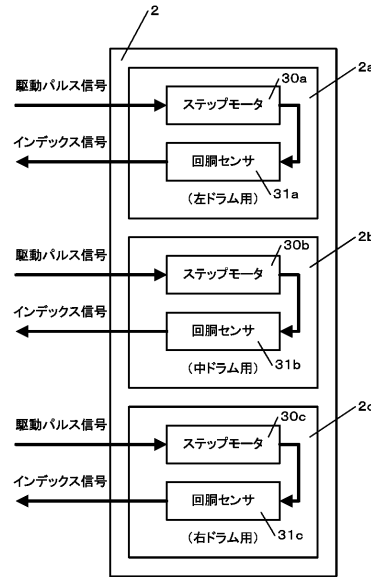 2
30a
2a
駆動パルス信号
ステップモータ
インデックス信号
回胴センサ
31a
(左ドラム用)
30b
2b
駆動パルス信号
ステップモータ
インデックス信号
回胴センサ
31b
(中ドラム用)
30c
2c
駆動パルス信号
ステップモータ
インデックス信号
回胴センサ
31c
(右ドラム用)